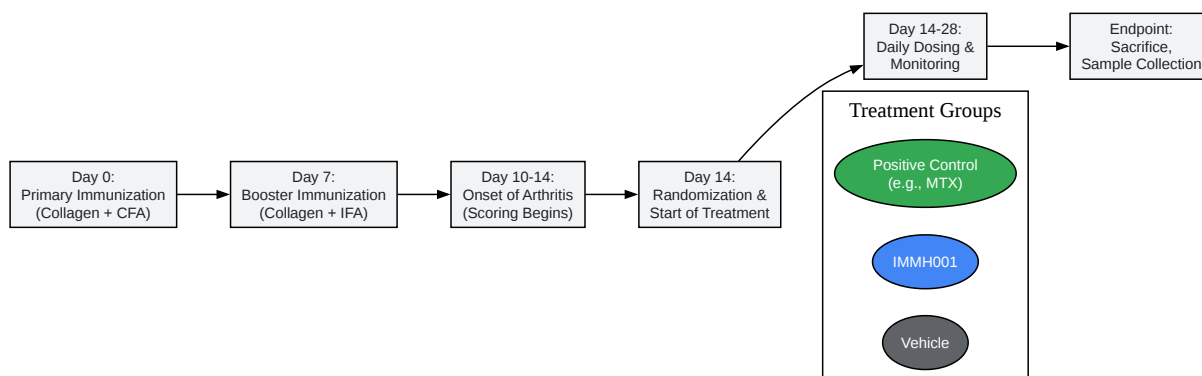 Day 0:
Primary Immunization
(Collagen + CFA)
Day 7:
Booster Immunization
(Collagen + IFA)
Day 10-14:
Onset of Arthritis
(Scoring Begins)
Day 14:
Randomization &
Start of Treatment
Day 14-28:
Daily Dosing &
Monitoring
Endpoint:
Sacrifice,
Sample Collection
Treatment Groups
Positive Control
(e.g., MTX)
IMMH001
Vehicle